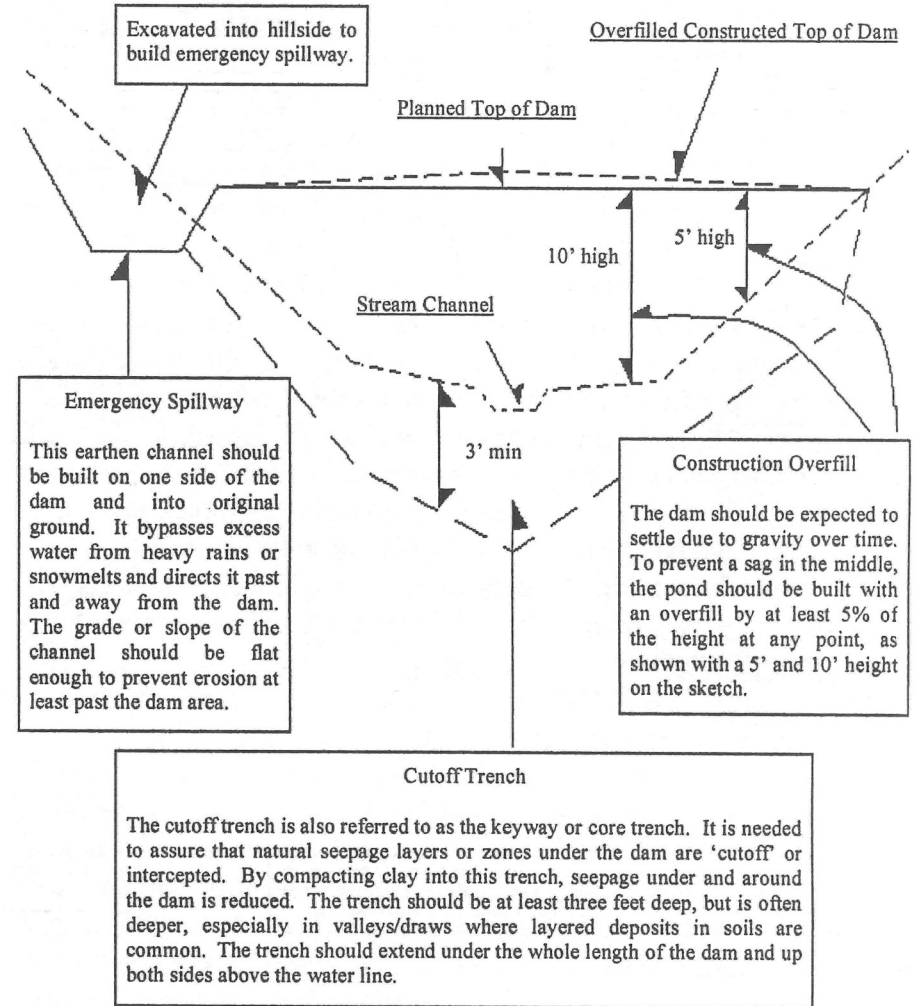 Excavated into hillside to
build emergency spillway.
Overfilled Constructed Top of Dam
Planned Top of Dam
10’ high
5’ high
Stream Channel
3’ min
Emergency Spillway
This earthen channel should
be built on one side of the
dam and into original
ground. It bypasses excess
water from heavy rains or
snowmelts and directs it past
and away from the dam.
The grade or slope of the
channel should be flat
enough to prevent erosion at
least past the dam area.
Construction Overfill
The dam should be expected to
settle due to gravity over time.
To prevent a sag in the middle,
the pond should be built with
an overfill by at least 5% of
the height at any point, as
shown with a 5’ and 10’ height
on the sketch.
Cutoff Trench
The cutoff trench is also referred to as the keyway or core trench. It is needed
to assure that natural seepage layers or zones under the dam are ‘cutoff’ or
intercepted. By compacting clay into this trench, seepage under and around
the dam is reduced. The trench should be at least three feet deep, but is often
deeper, especially in valleys/draws where layered deposits in soils are
common. The trench should extend under the whole length of the dam and up
both sides above the water line.